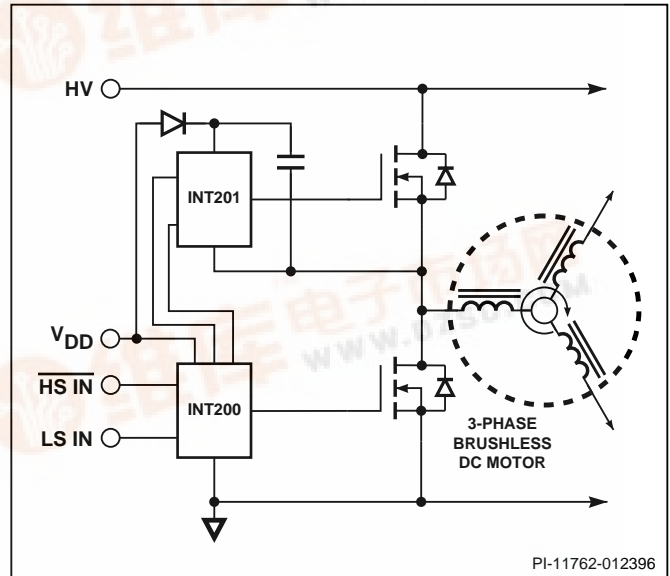 HV
INT201
VDD
HS IN
INT200
LS IN
3-PHASE
BRUSHLESS
DC MOTOR
PI-11762-012396